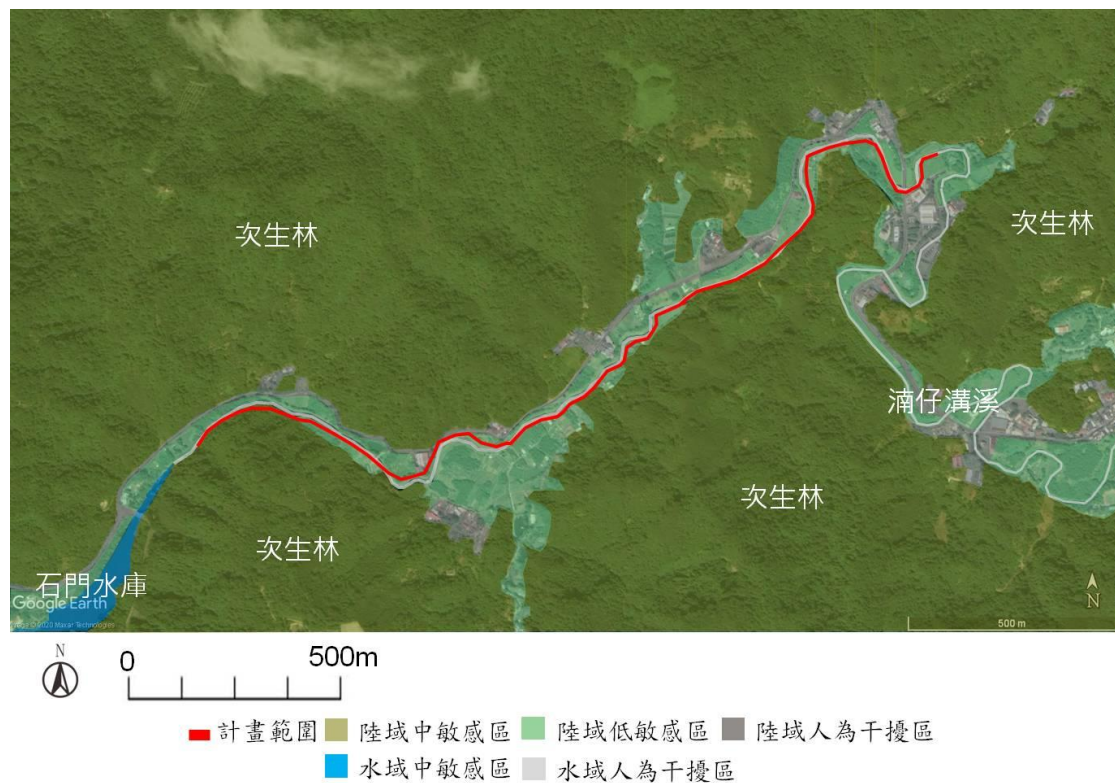 次生林
次生林
湳仔溝溪
次生林
次生林
石門水庫
Google Earth
N
500 m
N
0 500m
計畫範圍 陸域中敏感區 陸域低敏感區 陸域人為干擾區
水域中敏感區 水域人為干擾區